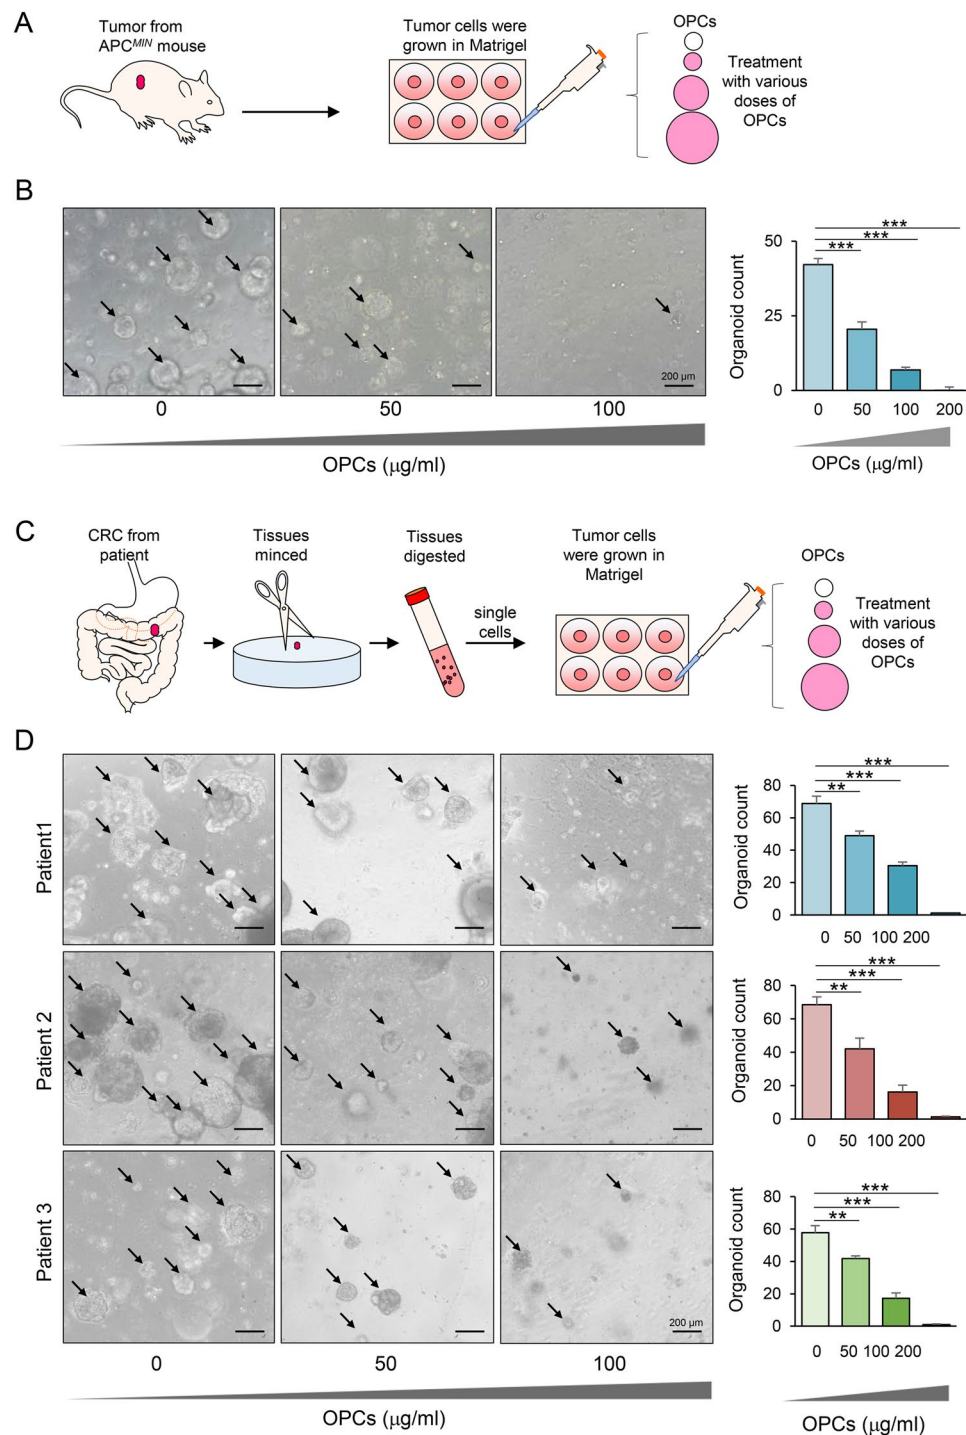 A
Tumor from
APCMIN mouse
Tumor cells were
grown in Matrigel
OPCs
Treatment
with various
doses of
OPCs
B
200 µm
0
50
100
OPCs (µg/ml)
***
***
***
Organoid count
50
25
0
0 50 100 200
OPCs (µg/ml)
C
CRC from
patient
Tissues
minced
Tissues
digested
single
cells
Tumor cells
were grown in
Matrigel
OPCs
Treatment
with various
doses of
OPCs
D
Patient1
Patient 2
Patient 3
200 µm
0
50
100
OPCs (µg/ml)
***
***
**
Organoid count
80
60
40
20
0
0 50 100 200
***
***
**
Organoid count
80
60
40
20
0
0 50 100 200
***
***
**
Organoid count
80
60
40
20
0
0 50 100 200
OPCs (µg/ml)